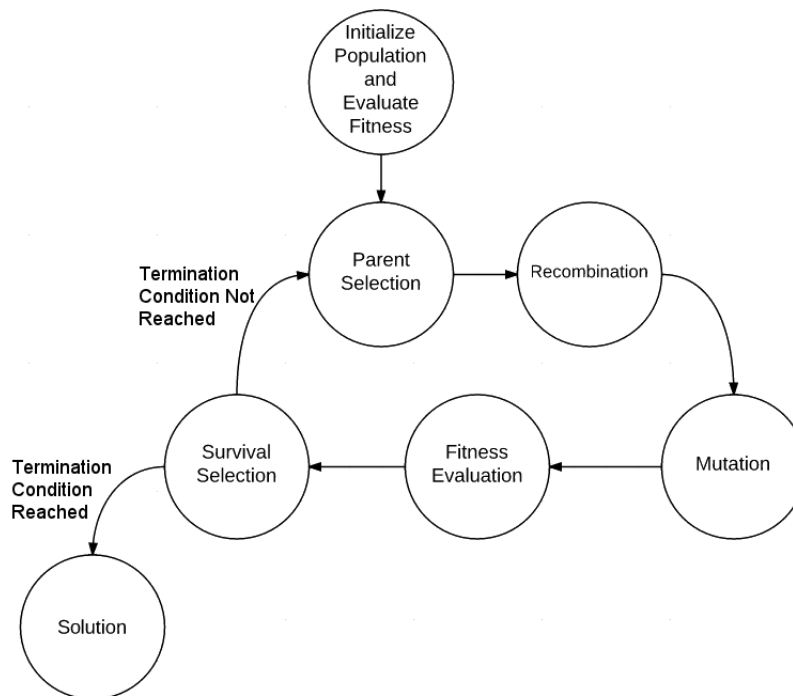 Initialize
Population
and
Evaluate
Fitness
Parent
Selection
Recombination
Termination
Condition Not
Reached
Survival
Selection
Fitness
Evaluation
Mutation
Termination
Condition
Reached
Solution